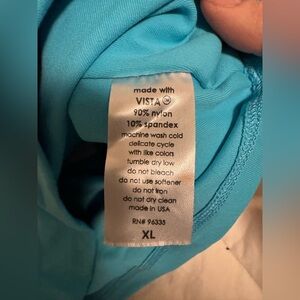 made with
VISTA™
90% nylon
10% spandex
machine wash cold
delicate cycle
with like colors
tumble dry low
do not bleach
do not use softener
do not iron
do not dry clean
made in USA
RN# 96335
XL